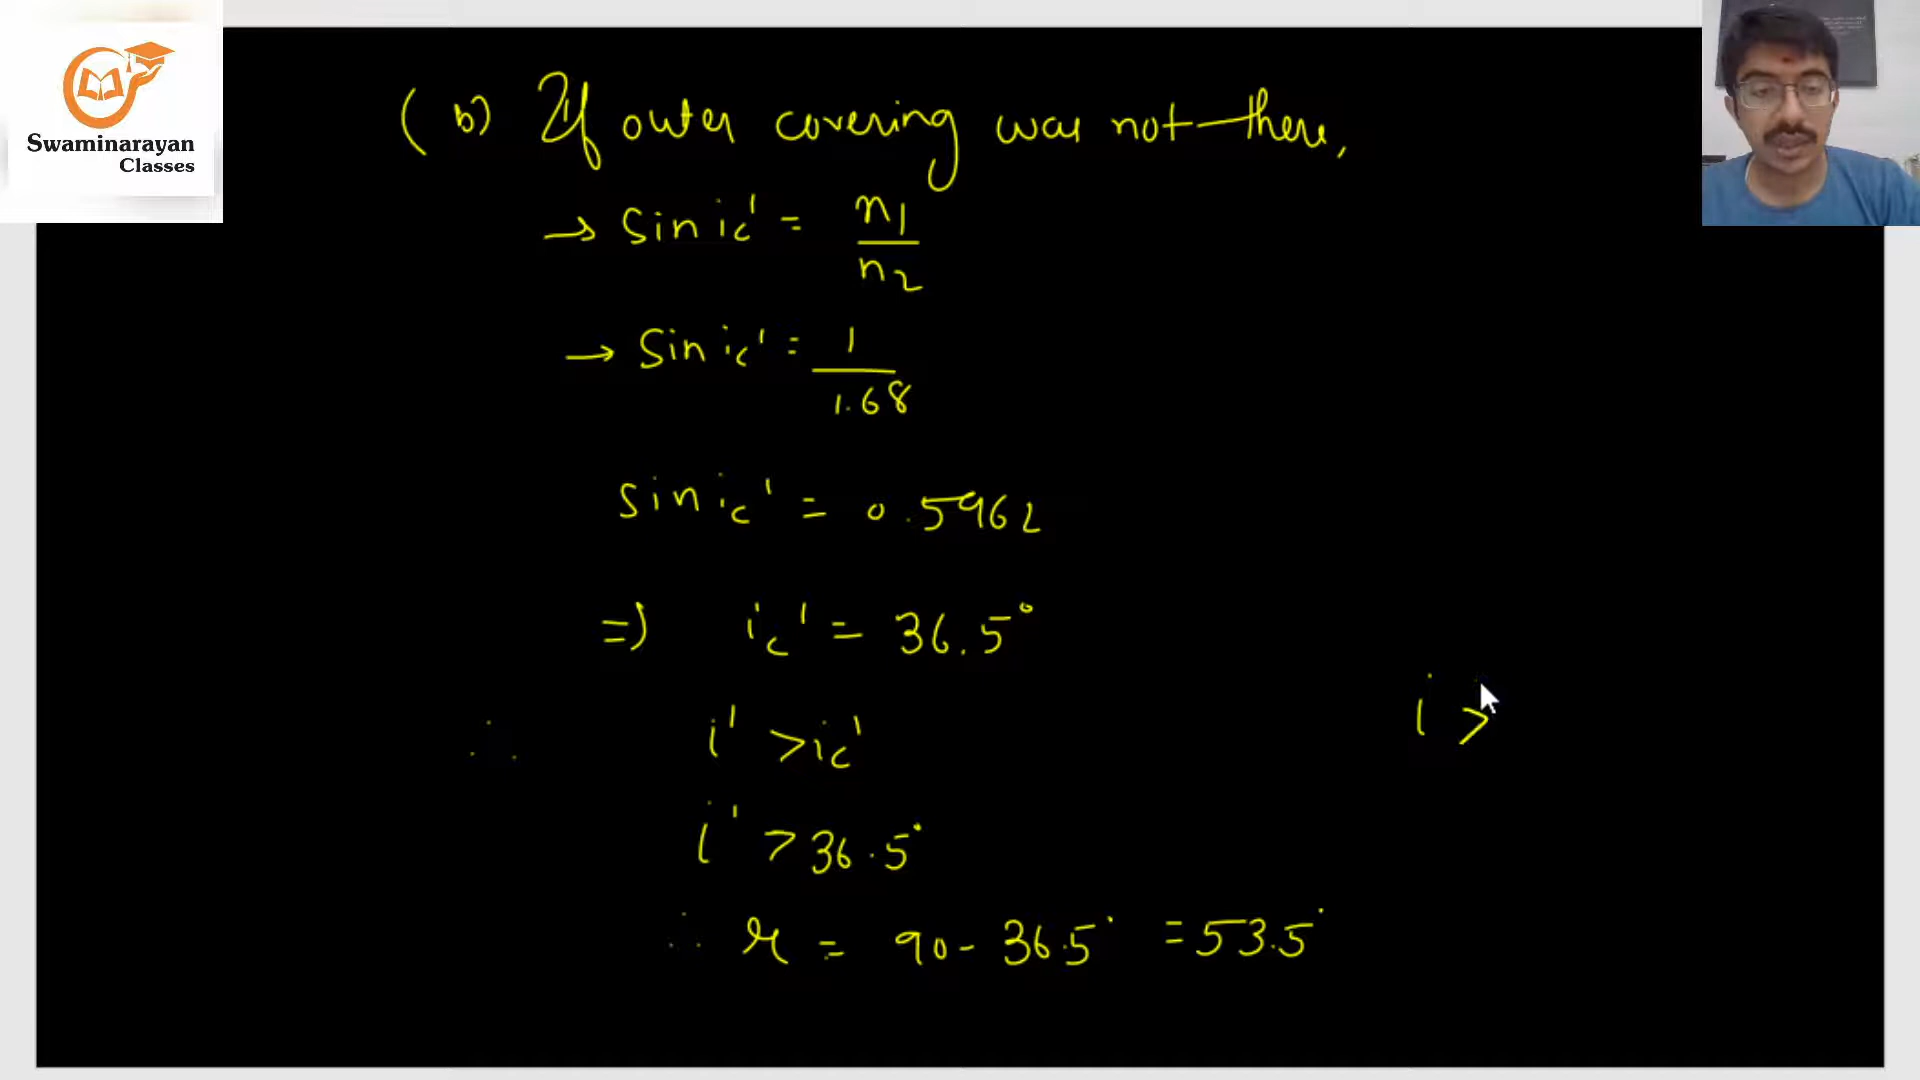 Swaminarayan
Classes
(b) If outer covering was not there,
→ Sin ic' = n1/n2
→ Sin ic' = 1/1.68
sin ic' = 0.5962
=) ic' = 36.5°
∴ i' > ic'
i >
i' > 36.5°
∴ r = 90 - 36.5° = 53.5°